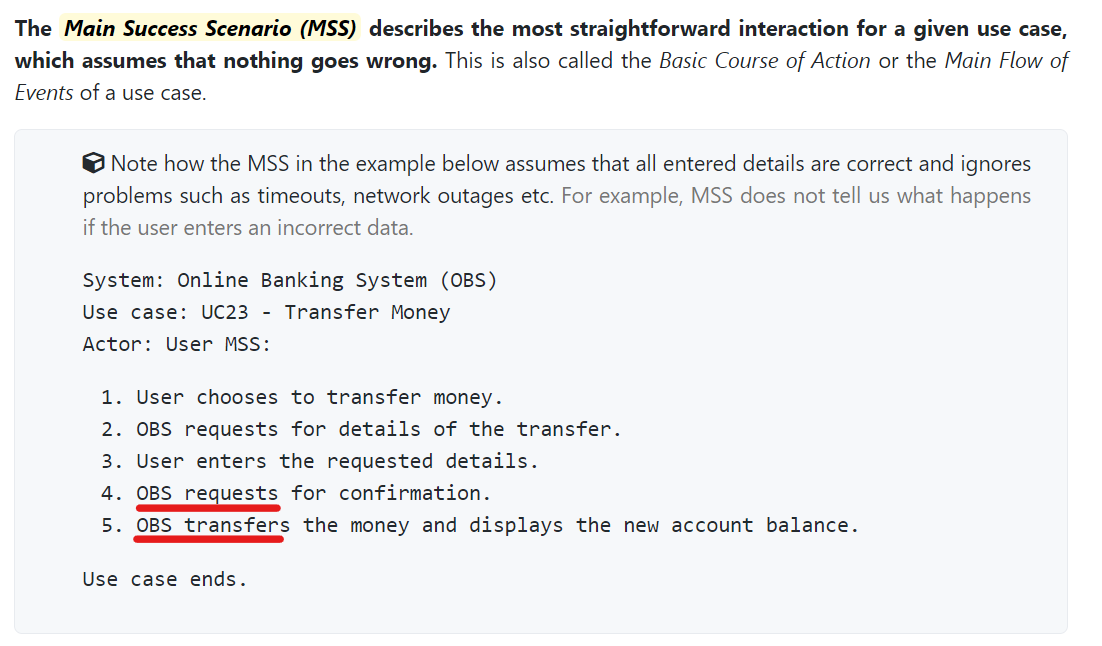 The Main Success Scenario (MSS) describes the most straightforward interaction for a given use case,
which assumes that nothing goes wrong. This is also called the Basic Course of Action or the Main Flow of
Events of a use case.
Note how the MSS in the example below assumes that all entered details are correct and ignores
problems such as timeouts, network outages etc. For example, MSS does not tell us what happens
if the user enters an incorrect data.
System: Online Banking System (OBS)
Use case: UC23 - Transfer Money
Actor: User MSS:
1. User chooses to transfer money.
2. OBS requests for details of the transfer.
3. User enters the requested details.
4. OBS requests for confirmation.
5. OBS transfers the money and displays the new account balance.
Use case ends.